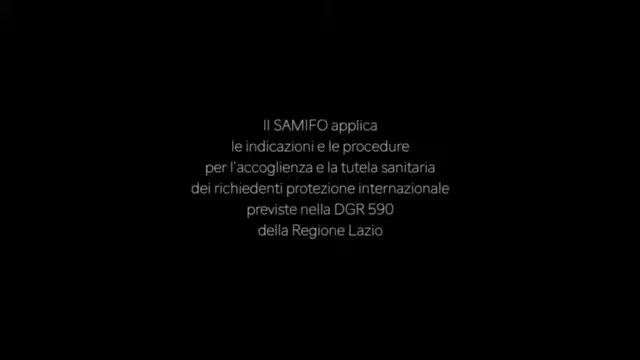 Il SAMIFO applica
le indicazioni e le procedure
per l'accoglienza e la tutela sanitaria
dei richiedenti protezione internazionale
previste nella DGR 590
della Regione Lazio